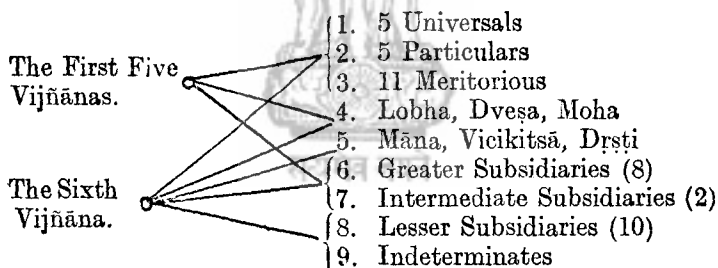 1. 5 Universals
2. 5 Particulars
The First Five
Vijñānas.
3. 11 Meritorious
4. Lobha, Dveṣa, Moha
5. Māna, Vicikitsā, Dṛṣṭi
6. Greater Subsidiaries (8)
The Sixth
Vijñāna.
7. Intermediate Subsidiaries (2)
8. Lesser Subsidiaries (10)
9. Indeterminates